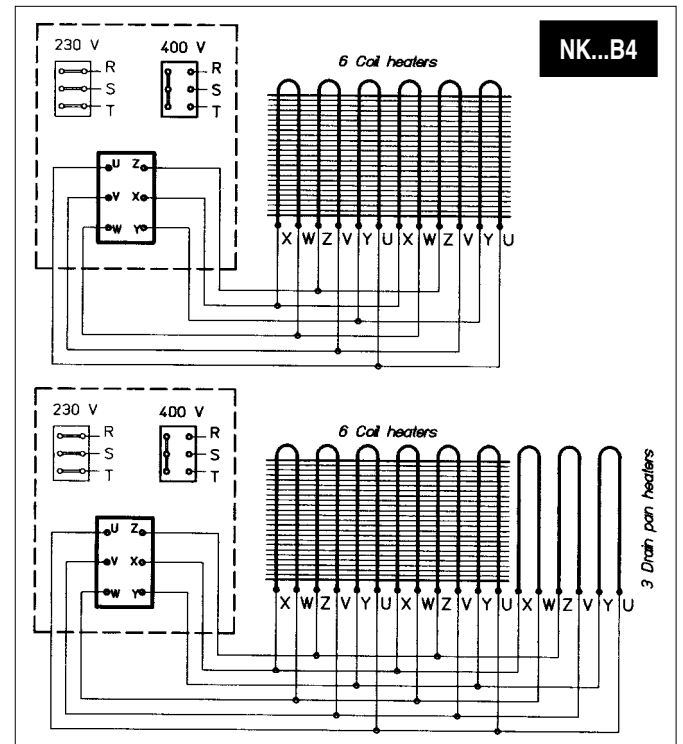 NK...B4
230 V 400 V
R R
S S
T T
6 Coil heaters
U Z
V X
W Y
X W Z V Y U X W Z V Y U
230 V 400 V
R R
S S
T T
6 Coil heaters
3 Drain pan heaters
U Z
V X
W Y
X W Z V Y U X W Z V Y U X W Z V Y U